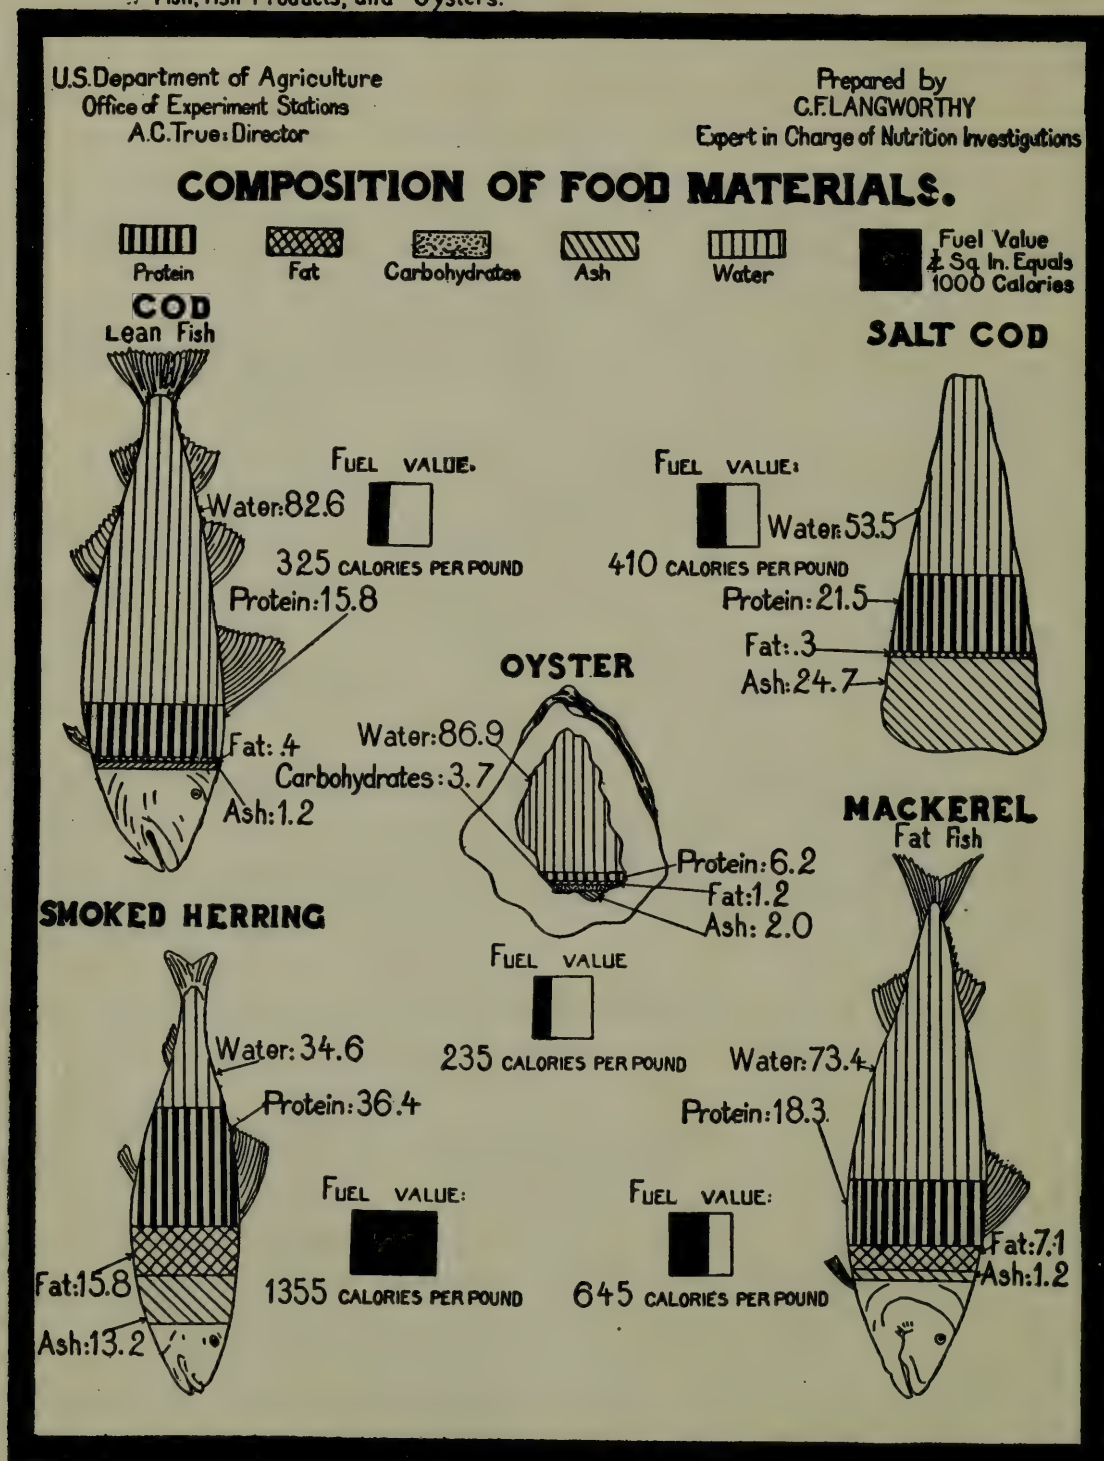 Fish, Fish Products, and Oysters.
U.S. Department of Agriculture
Office of Experiment Stations
A.C. True: Director
Prepared by
C.F. LANGWORTHY
Expert in Charge of Nutrition Investigations
COMPOSITION OF FOOD MATERIALS.
Protein
Fat
Carbohydrates
Ash
Water
Fuel Value
Sq. In. Equals
1000 Calories
COD
Lean Fish
FUEL VALUE.
Water: 82.6
325 CALORIES PER POUND
Protein: 15.8
Fat: .4
Ash: 1.2
SALT COD
FUEL VALUE:
Water: 53.5
410 CALORIES PER POUND
Protein: 21.5
Fat: .3
Ash: 24.7
OYSTER
Water: 86.9
Carbohydrates: 3.7
Protein: 6.2
Fat: 1.2
Ash: 2.0
FUEL VALUE
235 CALORIES PER POUND
SMOKED HERRING
Water: 34.6
Protein: 36.4
Fat: 15.8
Ash: 13.2
FUEL VALUE:
1355 CALORIES PER POUND
MACKEREL
Fat Fish
Water: 73.4
Protein: 18.3
Fat: 7.1
Ash: 1.2
FUEL VALUE:
645 CALORIES PER POUND